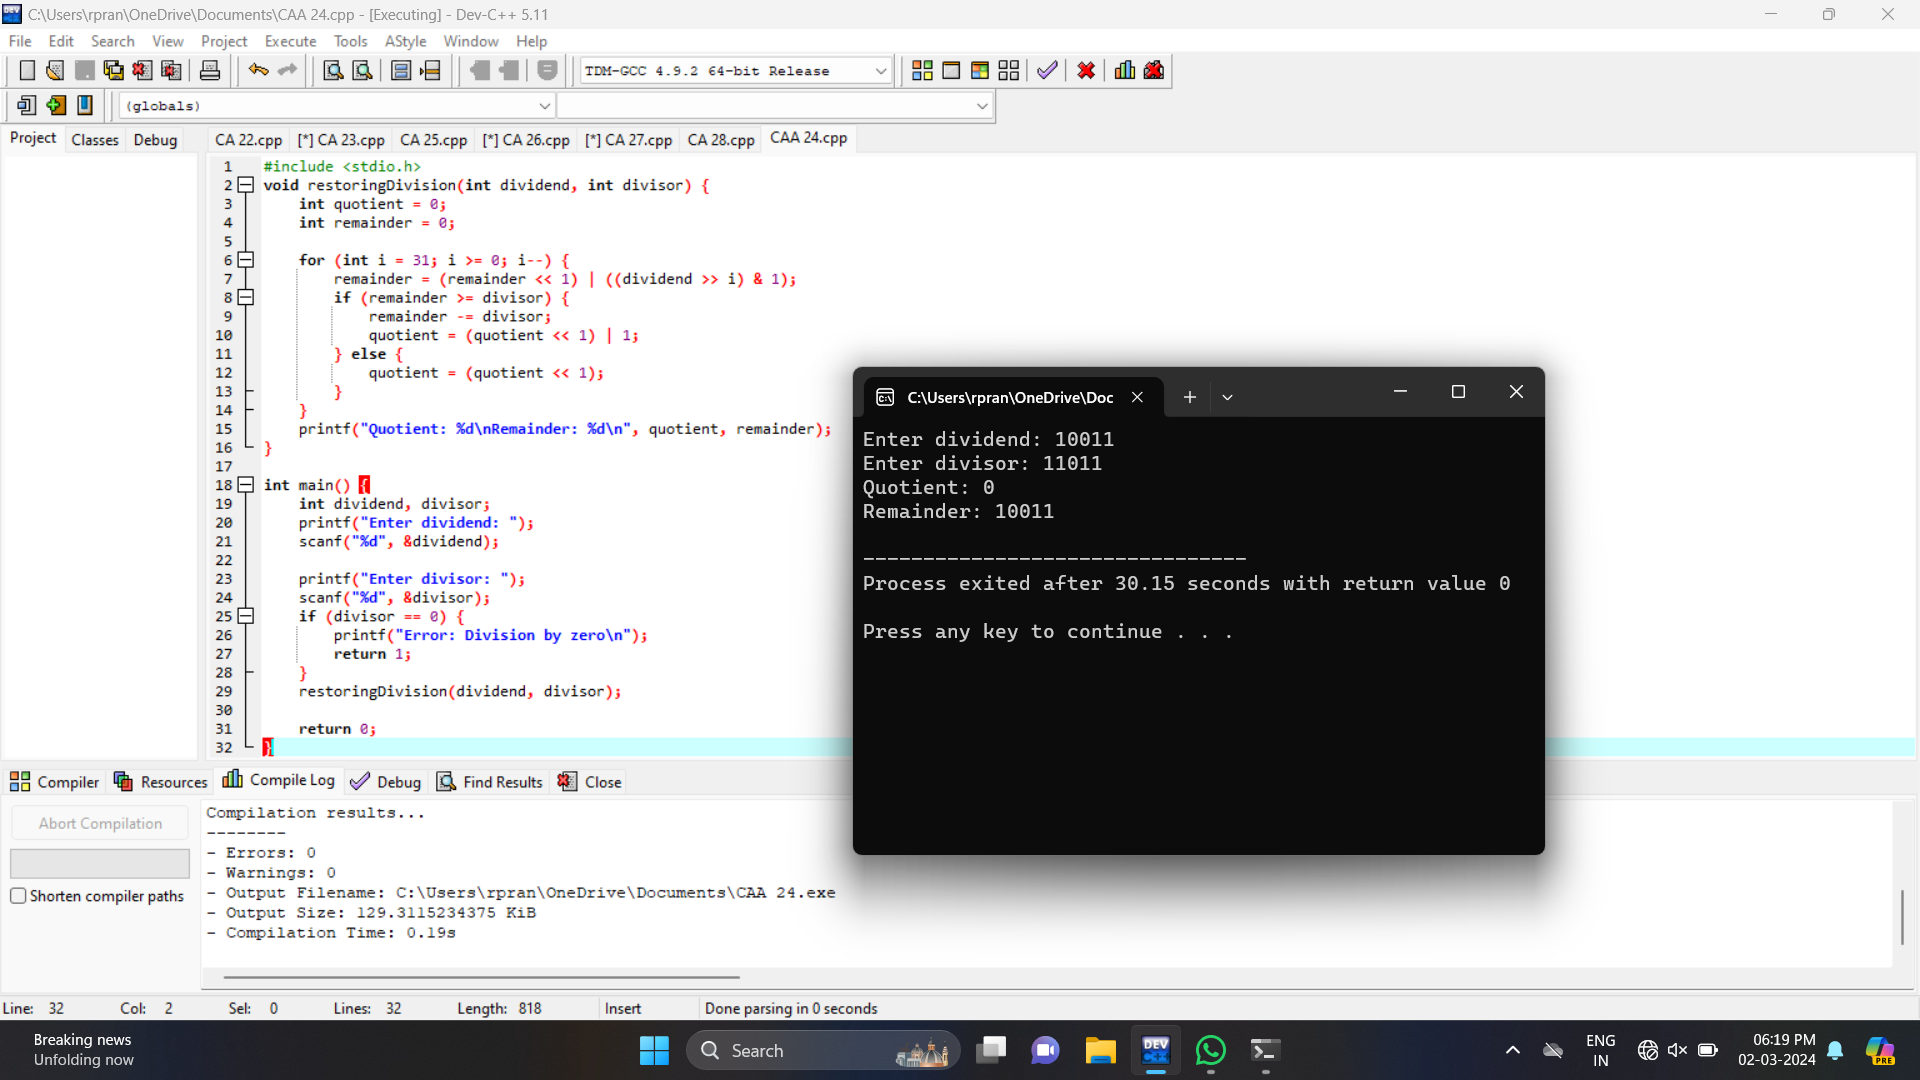 C:\Users\rpran\OneDrive\Documents\CAA 24.cpp - [Executing] - Dev-C++ 5.11
File Edit Search View Project Execute Tools AStyle Window Help
TDM-GCC 4.9.2 64-bit Release
(globals)
Project Classes Debug
CA 22.cpp [*] CA 23.cpp CA 25.cpp [*] CA 26.cpp [*] CA 27.cpp CA 28.cpp CAA 24.cpp
1 #include <stdio.h>
2 void restoringDivision(int dividend, int divisor) {
3 int quotient = 0;
4 int remainder = 0;
5
6 for (int i = 31; i >= 0; i--) {
7 remainder = (remainder << 1) | ((dividend >> i) & 1);
8 if (remainder >= divisor) {
9 remainder -= divisor;
10 quotient = (quotient << 1) | 1;
11 } else {
12 quotient = (quotient << 1);
13 }
14 }
15 printf("Quotient: %d\nRemainder: %d\n", quotient, remainder);
16 }
17
18 int main() {
19 int dividend, divisor;
20 printf("Enter dividend: ");
21 scanf("%d", &dividend);
22
23 printf("Enter divisor: ");
24 scanf("%d", &divisor);
25 if (divisor == 0) {
26 printf("Error: Division by zero\n");
27 return 1;
28 }
29 restoringDivision(dividend, divisor);
30
31 return 0;
32 }
C:\Users\rpran\OneDrive\Doc
Enter dividend: 10011
Enter divisor: 11011
Quotient: 0
Remainder: 10011
--------------------------------
Process exited after 30.15 seconds with return value 0
Press any key to continue . . .
Compiler Resources Compile Log Debug Find Results Close
Abort Compilation
Shorten compiler paths
Compilation results...
--------
- Errors: 0
- Warnings: 0
- Output Filename: C:\Users\rpran\OneDrive\Documents\CAA 24.exe
- Output Size: 129.3115234375 KiB
- Compilation Time: 0.19s
Line: 32 Col: 2 Sel: 0 Lines: 32 Length: 818 Insert Done parsing in 0 seconds
Breaking news
Unfolding now
Search
DEV
ENG
IN
06:19 PM
02-03-2024
PRE